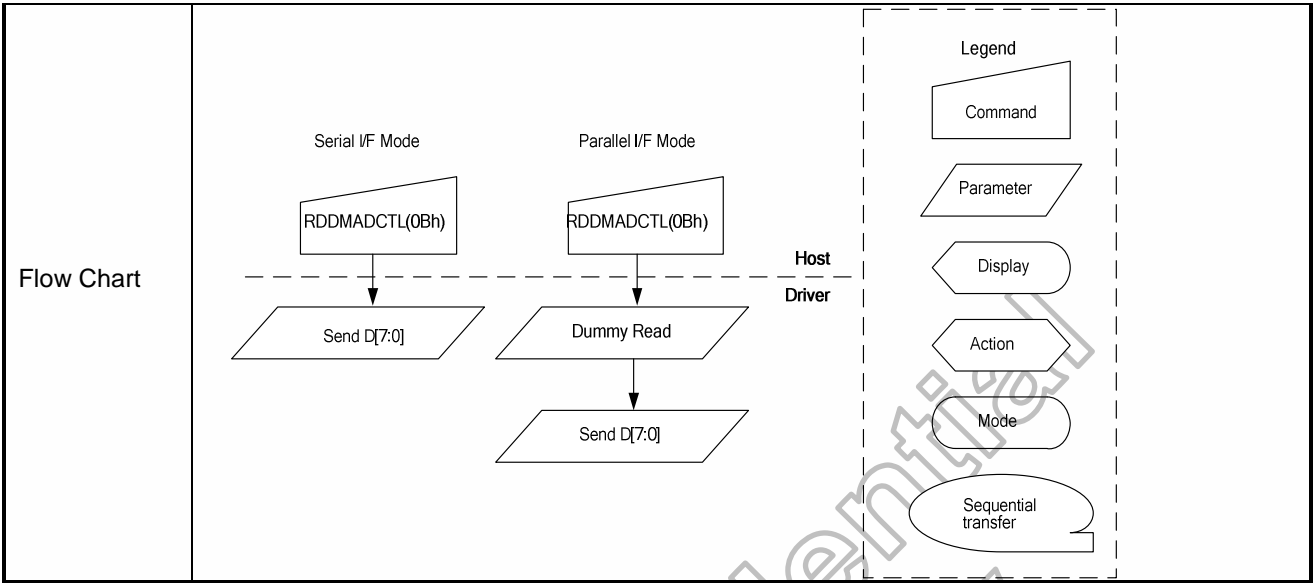 Flow Chart
Serial I/F Mode
RDDMADCTL(0Bh)
Send D[7:0]
Parallel I/F Mode
RDDMADCTL(0Bh)
Dummy Read
Send D[7:0]
Host
Driver
Legend
Command
Parameter
Display
Action
Mode
Sequential
transfer